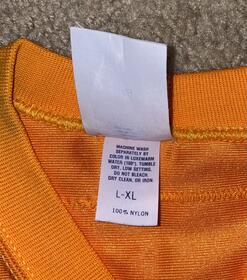 MACHINE WASH
SEPARATELY BY
COLOR IN LUKEWARM
WATER (100°). TUMBLE
DRY, LOW SETTING.
DO NOT BLEACH,
DRY CLEAN, OR IRON.
L-XL
100% NYLON